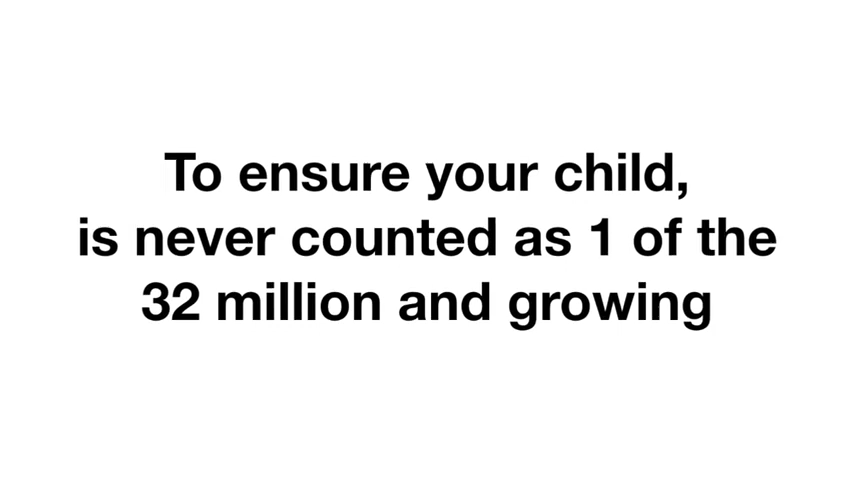 To ensure your child,
is never counted as 1 of the
32 million and growing